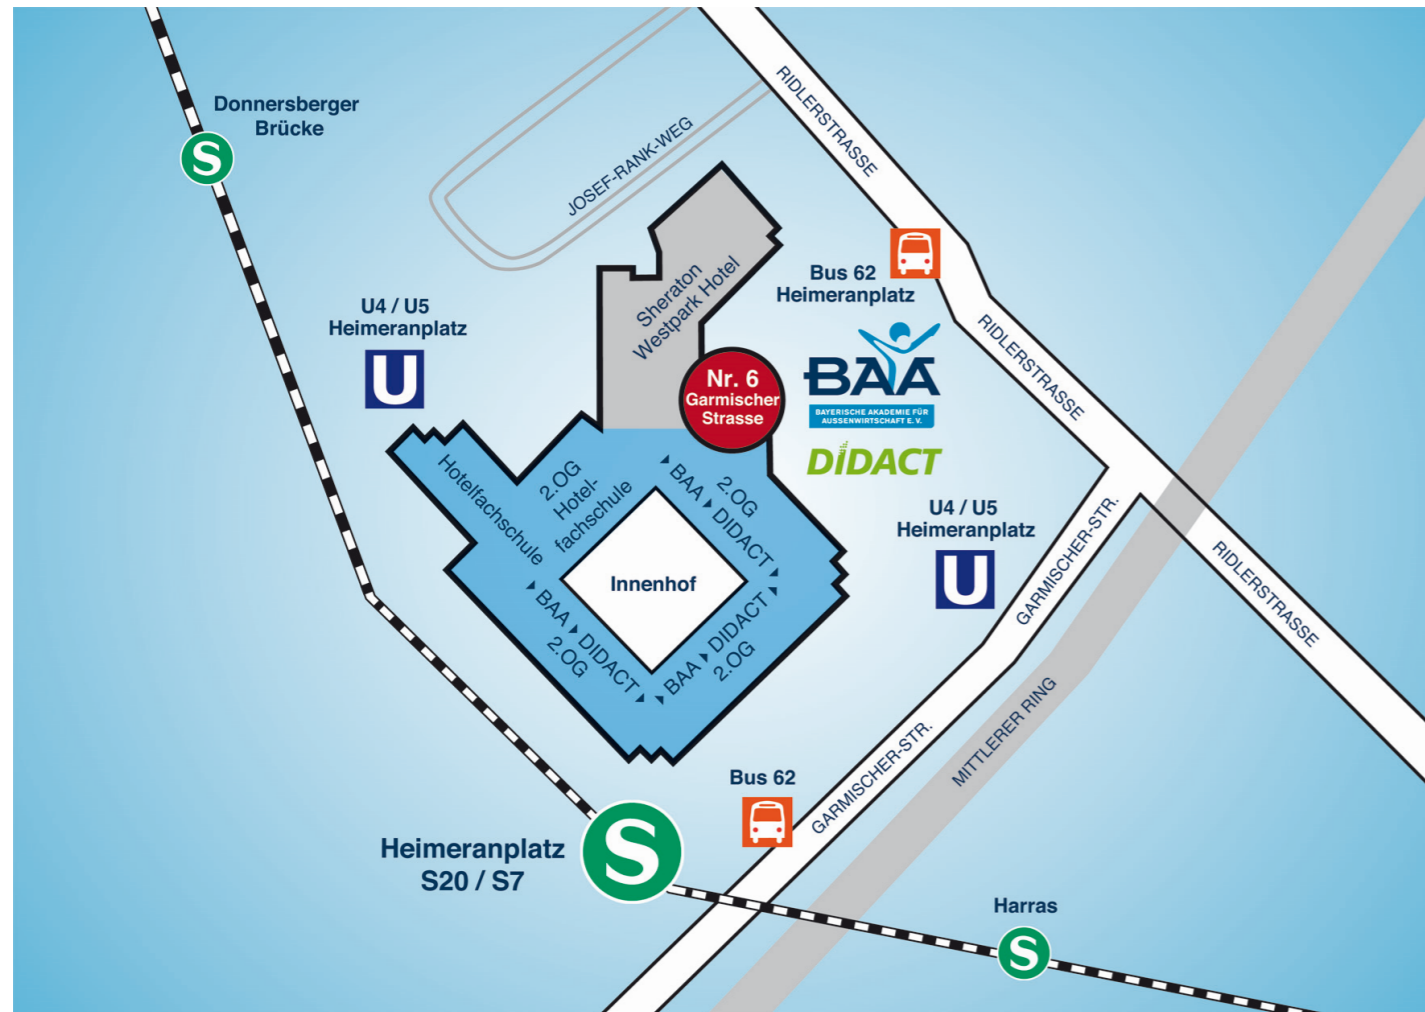 Donnersberger
Brücke
S
JOSEF-RANK-WEG
RIDLERSTRASSE
Bus 62
Heimeranplatz
U4 / U5
Heimeranplatz
U
Sheraton
Westpark Hotel
Nr. 6
Garmischer
Strasse
BAA
BAYERISCHE AKADEMIE FÜR
AUSSENWIRTSCHAFT E. V.
DIDACT
RIDLERSTRASSE
Hotelfachschule
2.OG
Hotel-
fachschule
2.OG
BAA DIDACT
Innenhof
BAA DIDACT
2.OG
BAA DIDACT
2.OG
U4 / U5
Heimeranplatz
U
GARMISCHER-STR.
RIDLERSTRASSE
MITTLERER RING
GARMISCHER-STR.
Bus 62
Heimeranplatz
S20 / S7
S
Harras
S